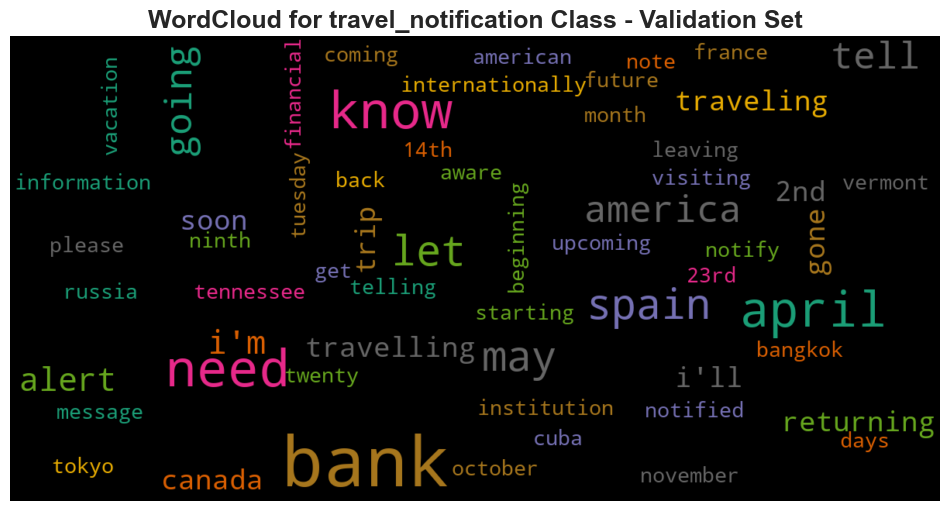 WordCloud for travel_notification Class - Validation Set
coming
american
note
france
tell
vacation
going
financial
internationally
future
know
month
traveling
14th
leaving
information
tuesday
back
aware
visiting
2nd
vermont
soon
america
beginning
please
ninth
trip
let
upcoming
notify
gone
get
23rd
russia
tennessee
telling
starting
spain
april
i'm
travelling
may
bangkok
need
alert
twenty
i'll
message
institution
notified
returning
cuba
days
bank
tokyo
canada
october
november